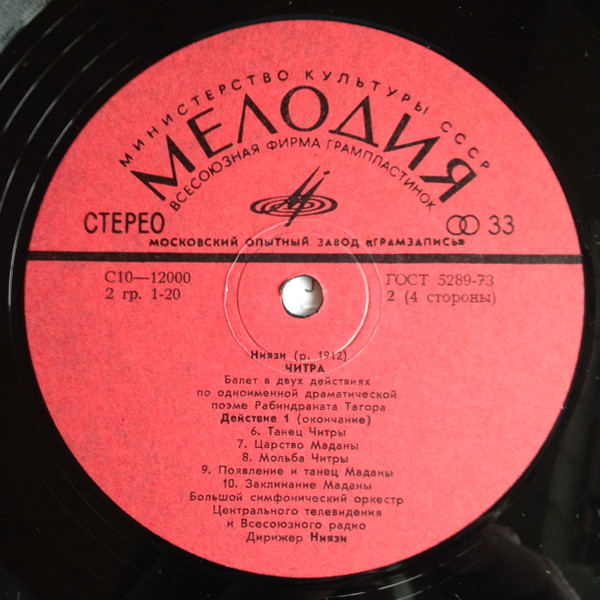 МИНИСТЕРСТВО КУЛЬТУРЫ СССР
МЕЛОДИЯ
ВСЕСОЮЗНАЯ ФИРМА ГРАМПЛАСТИНОК
СТЕРЕО
33
МОСКОВСКИЙ ОПЫТНЫЙ ЗАВОД «ГРАМЗАПИСЬ»
С10—12000
ГОСТ 5289-73
2 гр. 1-20
2 (4 стороны)
Ниязи (р. 1912)
ЧИТРА
Балет в двух действиях
по одноименной драматической
поэме Рабиндраната Тагора
Действие 1 (окончание)
6. Танец Читры
7. Царство Маданы
8. Мольба Читры
9. Появление и танец Маданы
10. Заклинание Маданы
Большой симфонический оркестр
Центрального телевидения
и Всесоюзного радио
Дирижер Ниязи